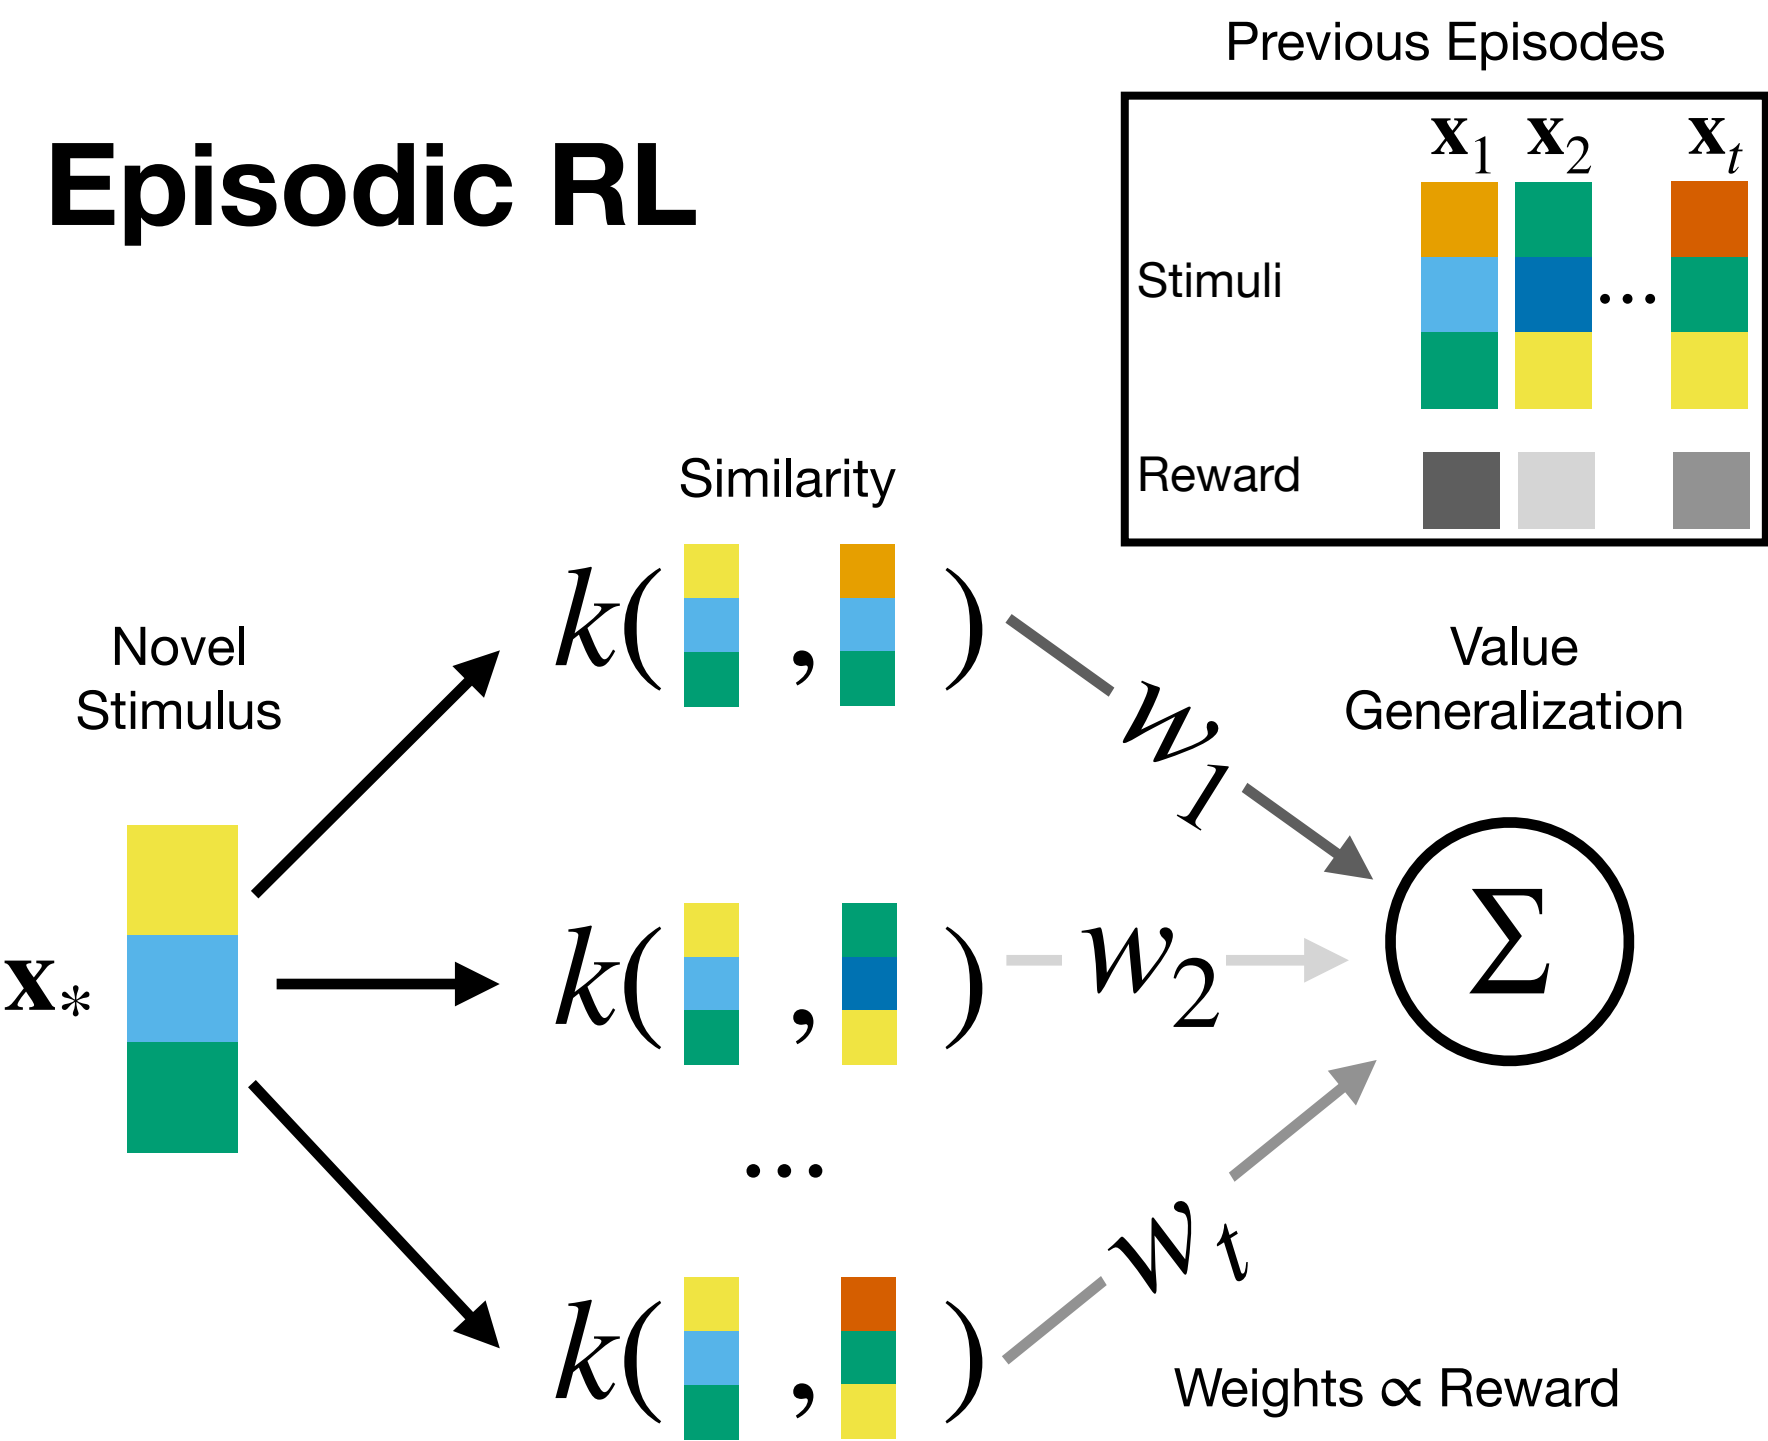 Episodic RL
Previous Episodes
x₁ x₂ xₜ
Stimuli ...
Reward
Similarity
Novel
Stimulus
x*
k( , )
w₁
k( , )
w₂
...
k( , )
wₜ
Value
Generalization
Σ
Weights ∝ Reward